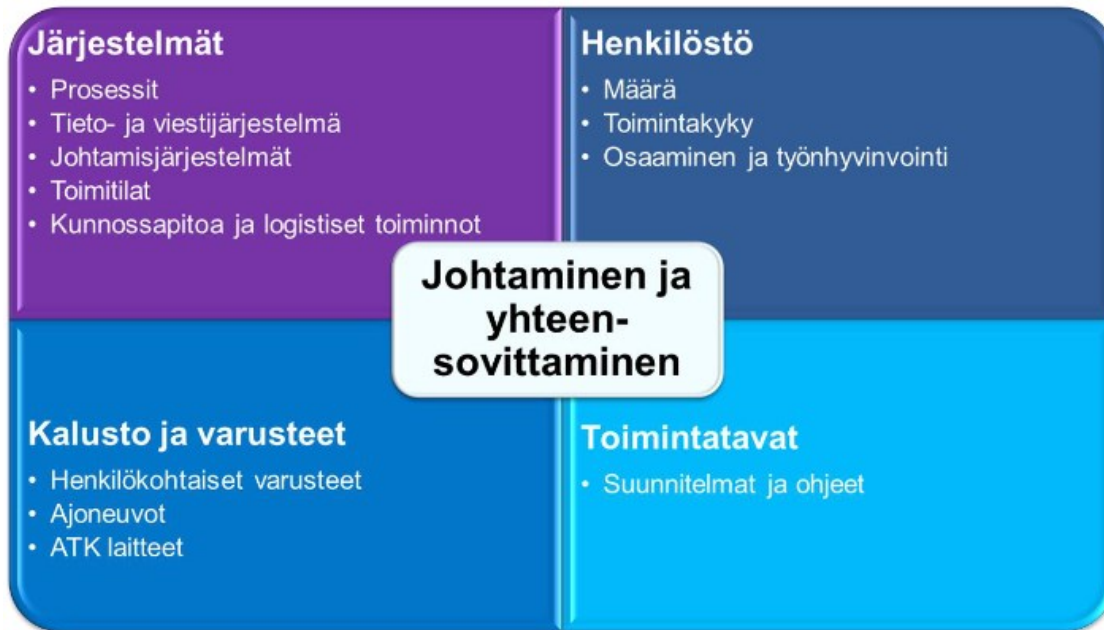 Järjestelmät
• Prosessit
• Tieto- ja viestijärjestelmä
• Johtamisjärjestelmät
• Toimitilat
• Kunnossapitoa ja logistiset toiminnot
Henkilöstö
• Määrä
• Toimintakyky
• Osaaminen ja työnhyvinvointi
Johtaminen ja
yhteen-
sovittaminen
Kalusto ja varusteet
• Henkilökohtaiset varusteet
• Ajoneuvot
• ATK laitteet
Toimintatavat
• Suunnitelmat ja ohjeet